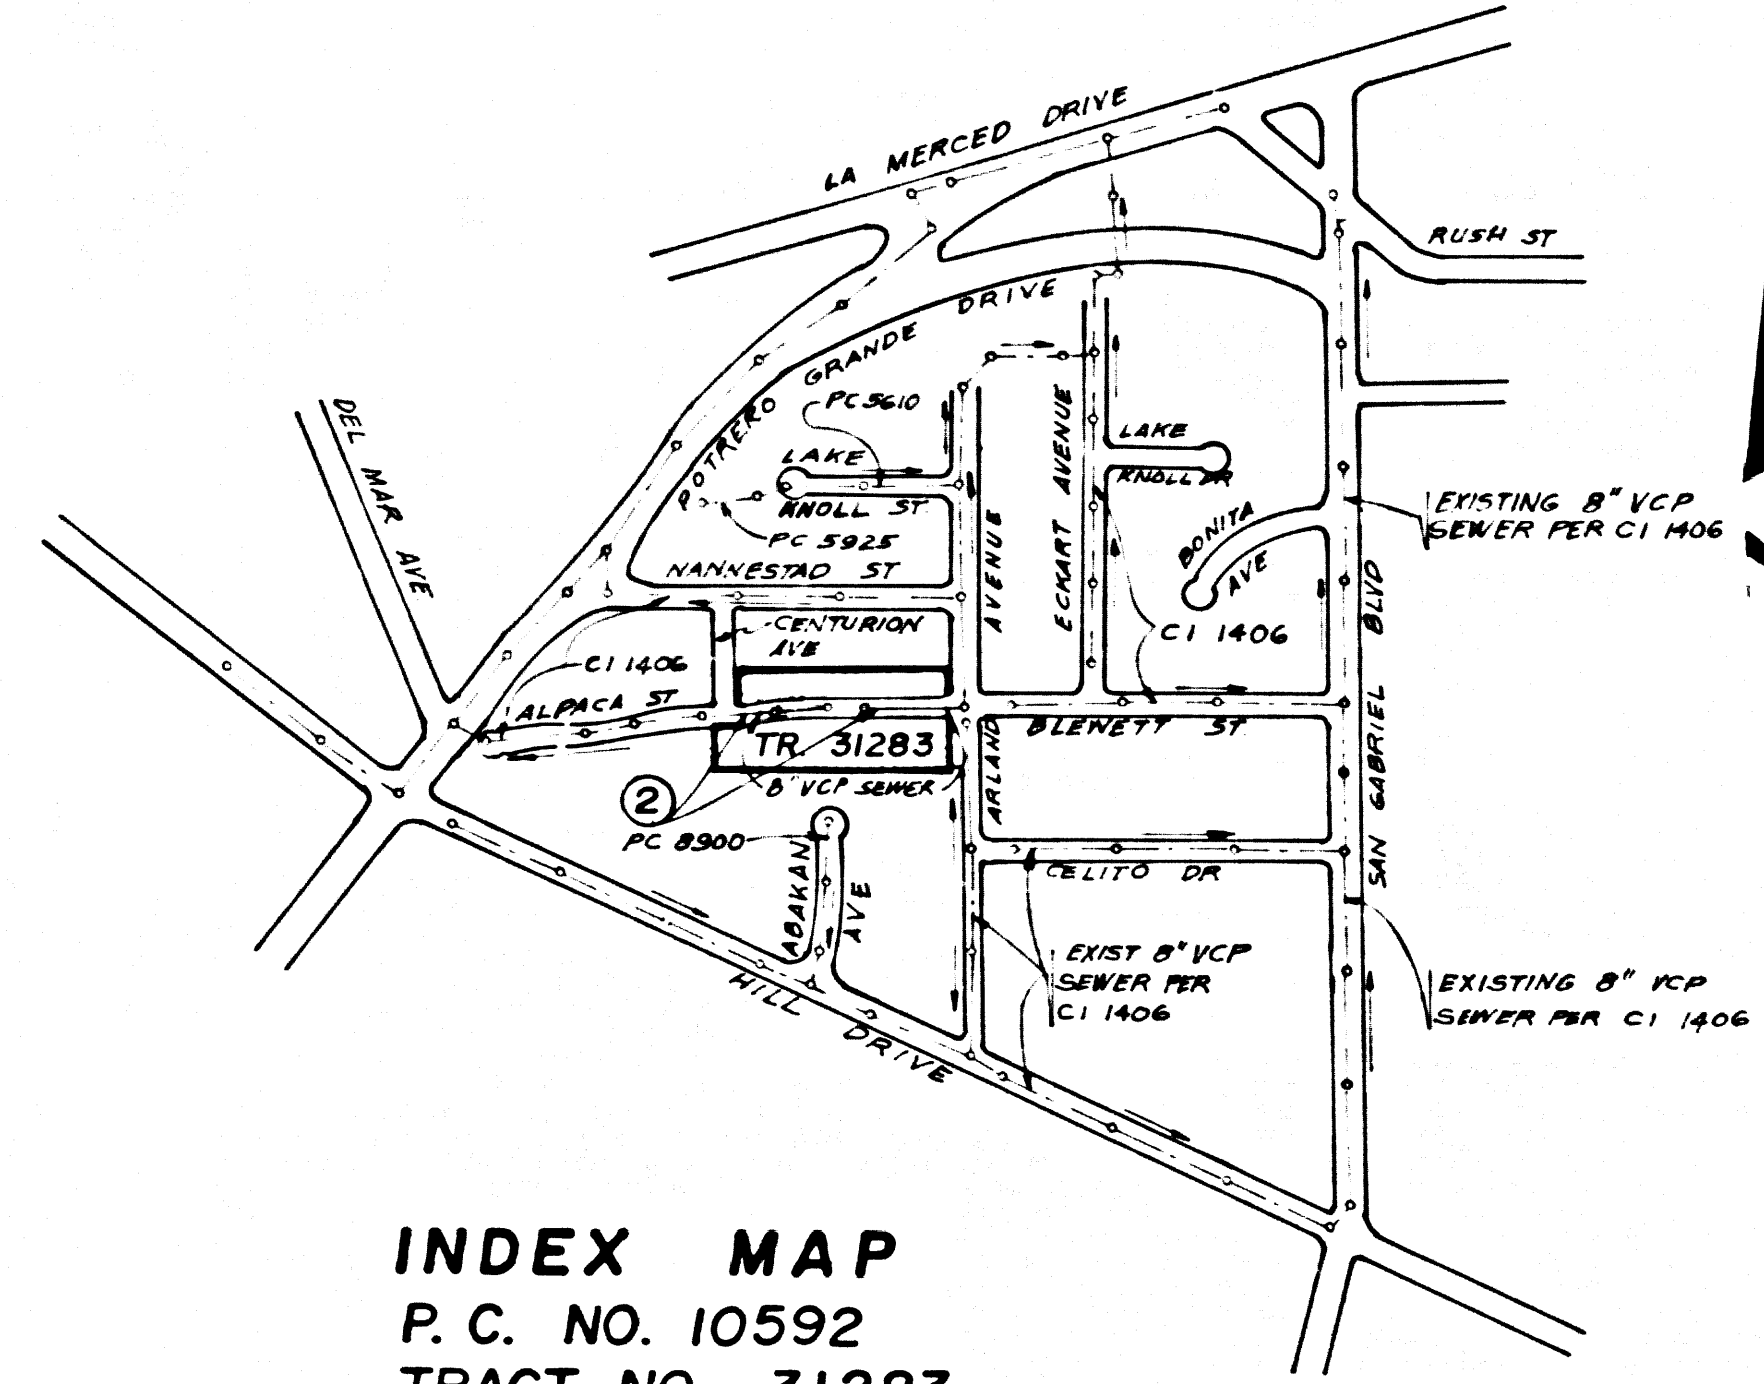 LA MERCED DRIVE
RUSH ST
POTRERO GRANDE DRIVE
DEL MAR AVE
PC 5610
LAKE
KNOLL ST
PC 5925
NANNESTAD ST
CENTURION
AVE
CI 1406
ALPACA ST
ARLAND AVENUE
ECKART AVENUE
LAKE
KNOLL DR
BONITA
AVE
CI 1406
EXISTING 8" VCP
SEWER PER CI 1406
SAN GABRIEL BLVD
BLEWETT ST
TR. 31283
8" VCP SEWER
2
PC 8900
ABAKAN
AVE
CELITO DR
EXIST 8" VCP
SEWER PER
CI 1406
EXISTING 8" VCP
SEWER PER CI 1406
HILL DRIVE
INDEX MAP
P. C. NO. 10592
TRACT NO. 31283